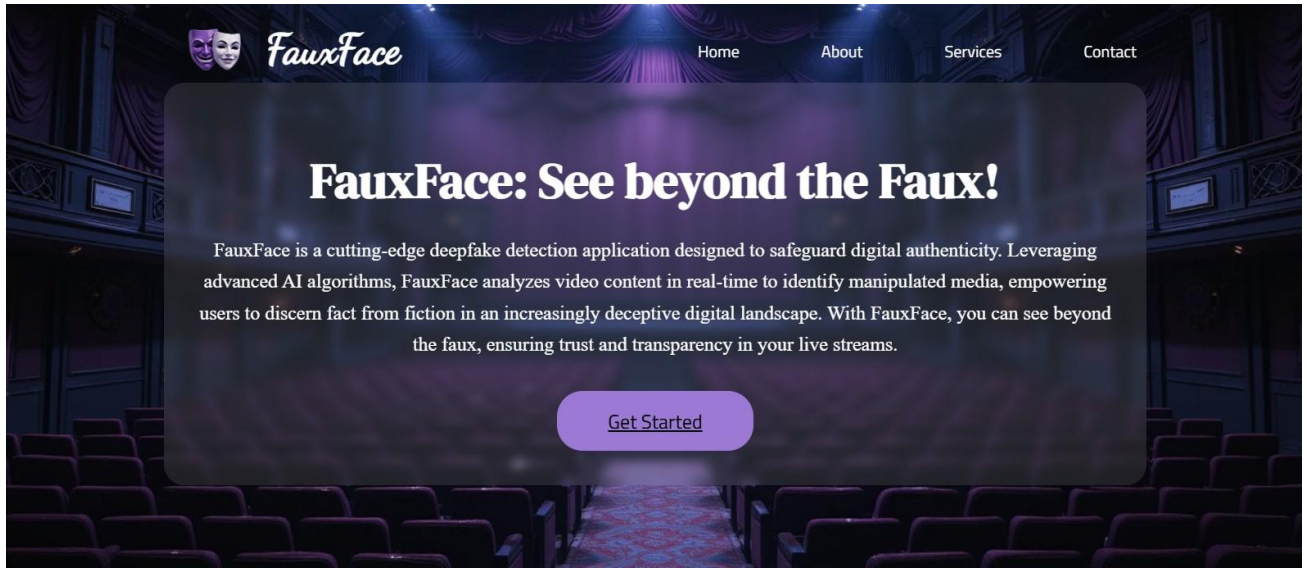 FauxFace
Home About Services Contact
FauxFace: See beyond the Faux!
FauxFace is a cutting-edge deepfake detection application designed to safeguard digital authenticity. Leveraging
advanced AI algorithms, FauxFace analyzes video content in real-time to identify manipulated media, empowering
users to discern fact from fiction in an increasingly deceptive digital landscape. With FauxFace, you can see beyond
the faux, ensuring trust and transparency in your live streams.
Get Started